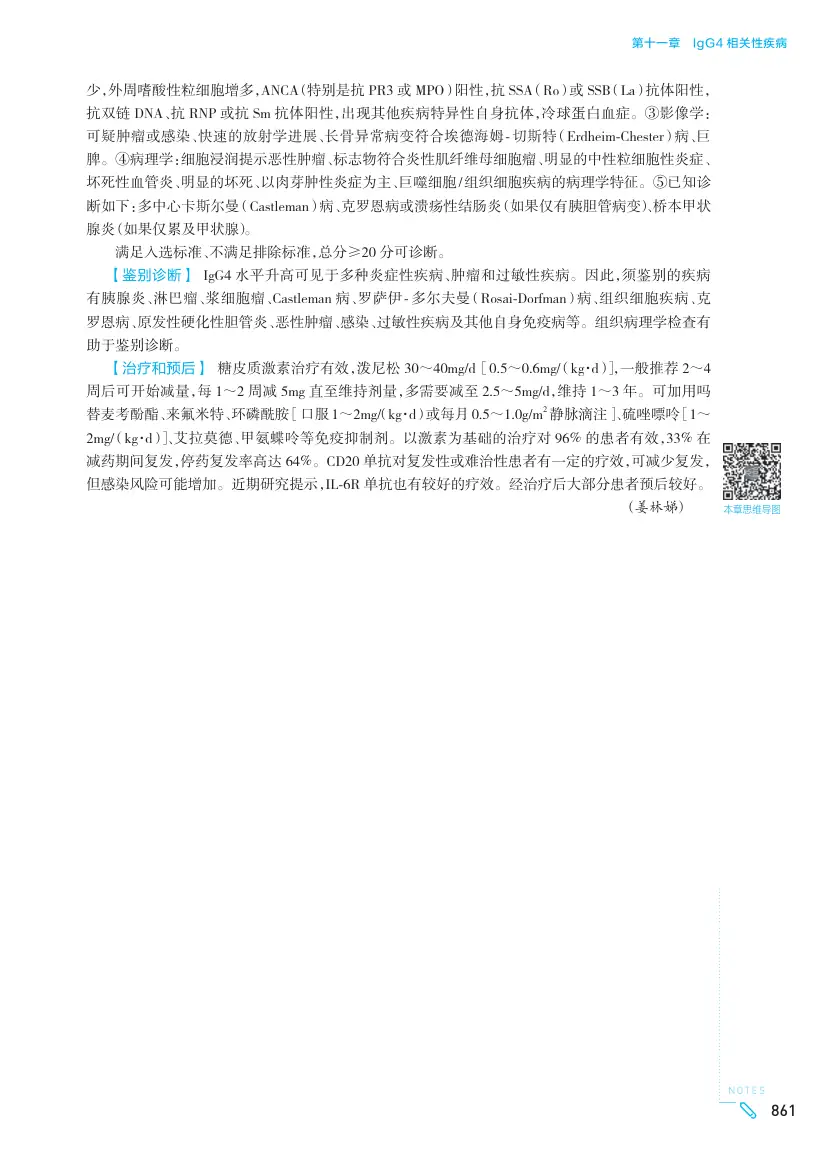 第十一章 IgG4 相关性疾病
少，外周嗜酸性粒细胞增多，ANCA（特别是抗 PR3 或 MPO）阳性，抗 SSA（Ro）或 SSB（La）抗体阳性，
抗双链 DNA、抗 RNP 或抗 Sm 抗体阳性，出现其他疾病特异性自身抗体，冷球蛋白血症。③影像学：
可疑肿瘤或感染、快速的放射学进展、长骨异常病变符合埃德海姆-切斯特（Erdheim-Chester）病、巨
脾。④病理学：细胞浸润提示恶性肿瘤、标志物符合炎性肌纤维母细胞瘤、明显的中性粒细胞性炎症、
坏死性血管炎、明显的坏死、以肉芽肿性炎症为主、巨噬细胞/组织细胞疾病的病理学特征。⑤已知诊
断如下：多中心卡斯尔曼（Castleman）病、克罗恩病或溃疡性结肠炎（如果仅有胰胆管病变）、桥本甲状
腺炎（如果仅累及甲状腺）。
满足入选标准、不满足排除标准，总分≥20 分可诊断。
【鉴别诊断】 IgG4 水平升高可见于多种炎症性疾病、肿瘤和过敏性疾病。因此，须鉴别的疾病
有胰腺炎、淋巴瘤、浆细胞瘤、Castleman 病、罗萨伊-多尔夫曼（Rosai-Dorfman）病、组织细胞疾病、克
罗恩病、原发性硬化性胆管炎、恶性肿瘤、感染、过敏性疾病及其他自身免疫病等。组织病理学检查有
助于鉴别诊断。
【治疗和预后】 糖皮质激素治疗有效，泼尼松 30～40mg/d［0.5～0.6mg/（kg·d）］，一般推荐 2～4
周后可开始减量，每 1～2 周减 5mg 直至维持剂量，多需要减至 2.5～5mg/d，维持 1～3 年。可加用吗
替麦考酚酯、来氟米特、环磷酰胺［口服 1～2mg/（kg·d）或每月 0.5～1.0g/m² 静脉滴注］、硫唑嘌呤［1～
2mg/（kg·d）］、艾拉莫德、甲氨蝶呤等免疫抑制剂。以激素为基础的治疗对 96% 的患者有效，33% 在
减药期间复发，停药复发率高达 64%。CD20 单抗对复发性或难治性患者有一定的疗效，可减少复发，
但感染风险可能增加。近期研究提示，IL-6R 单抗也有较好的疗效。经治疗后大部分患者预后较好。
（姜林娣）
本章思维导图
NOTES
861